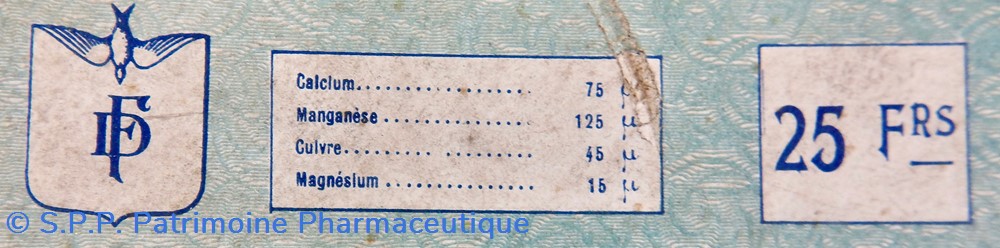 FD
Calcium.................. 75 µ
Manganèse ............... 125 µ
Cuivre.... .......... 45 µ
Magnésium ............... 15 µ
25 FRS
© S.P.P. Patrimoine Pharmaceutique